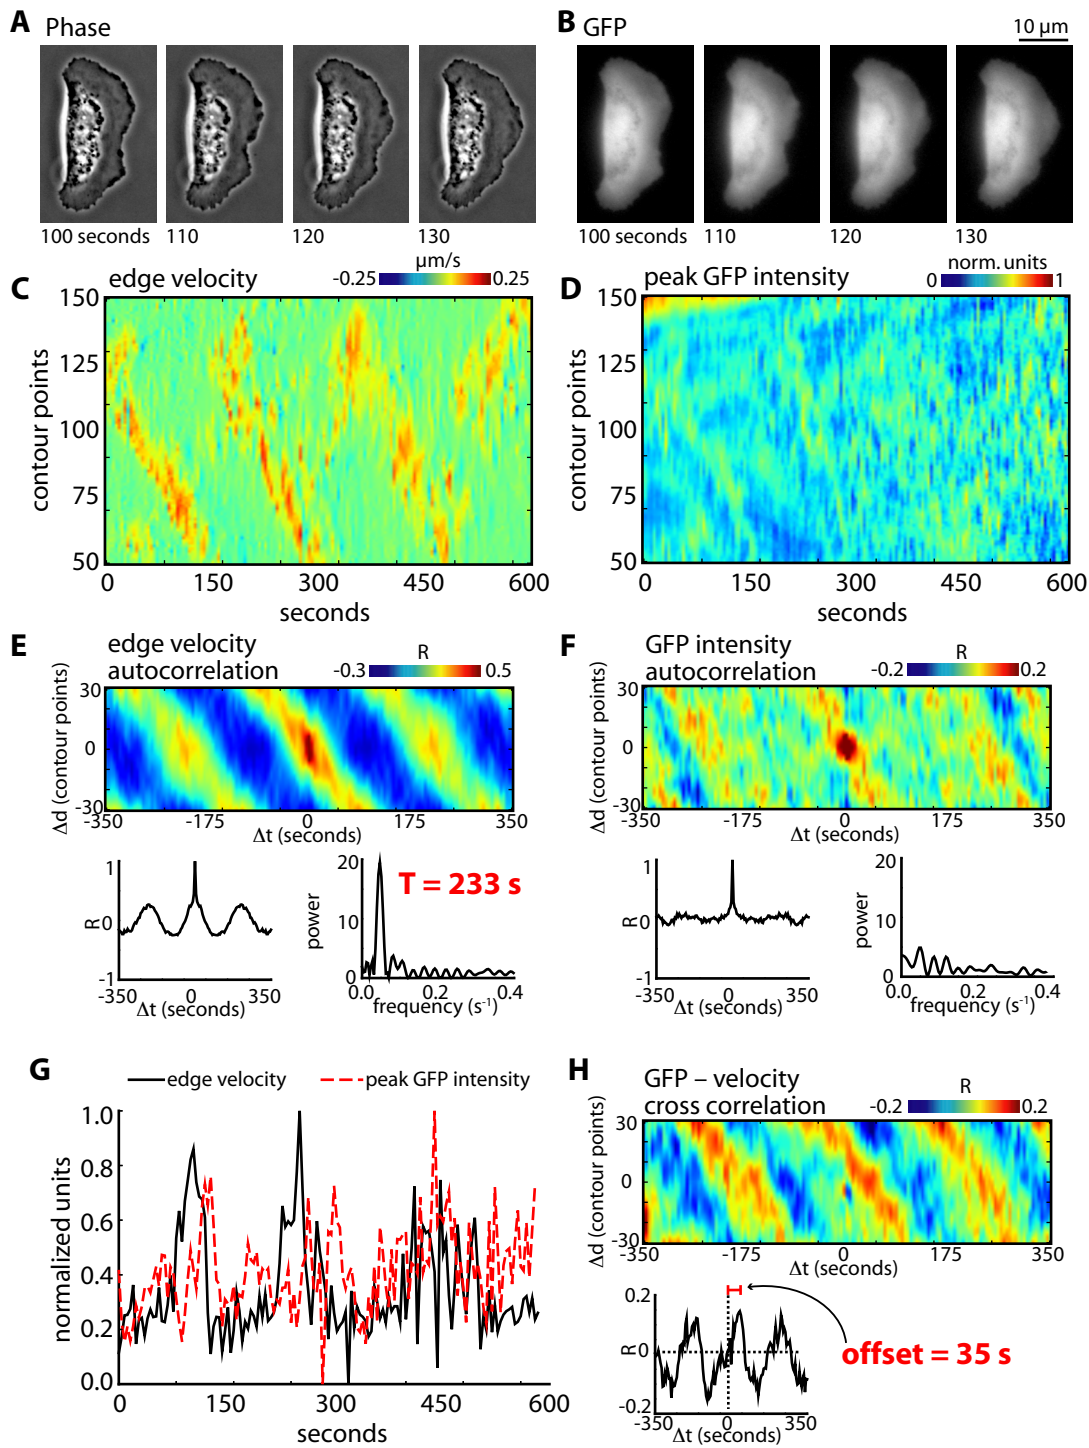 A Phase
B GFP 10 µm
100 seconds 110 120 130
100 seconds 110 120 130
C edge velocity
µm/s
-0.25 0.25
150
125
100
75
50
contour points
0 150 300 450 600
seconds
D peak GFP intensity
norm. units
0 1
150
125
100
75
50
contour points
0 150 300 450 600
seconds
E edge velocity
autocorrelation
R
-0.3 0.5
30
0
-30
Δd (contour points)
-350 -175 0 175 350
Δt (seconds)
1
0
-1
R
-350 0 350
Δt (seconds)
20
10
0
power
T = 233 s
0.0 0.2 0.4
frequency (s-1)
F GFP intensity
autocorrelation
R
-0.2 0.2
30
0
-30
Δd (contour points)
-350 -175 0 175 350
Δt (seconds)
1
0
-1
R
-350 0 350
Δt (seconds)
20
10
0
power
0.0 0.2 0.4
frequency (s-1)
G
edge velocity peak GFP intensity
1.0
0.8
0.6
0.4
0.2
0.0
normalized units
0 150 300 450 600
seconds
H GFP – velocity
cross correlation
R
-0.2 0.2
30
0
-30
Δd (contour points)
-350 -175 0 175 350
Δt (seconds)
0.2
0
-0.2
R
offset = 35 s
-350 0 350
Δt (seconds)